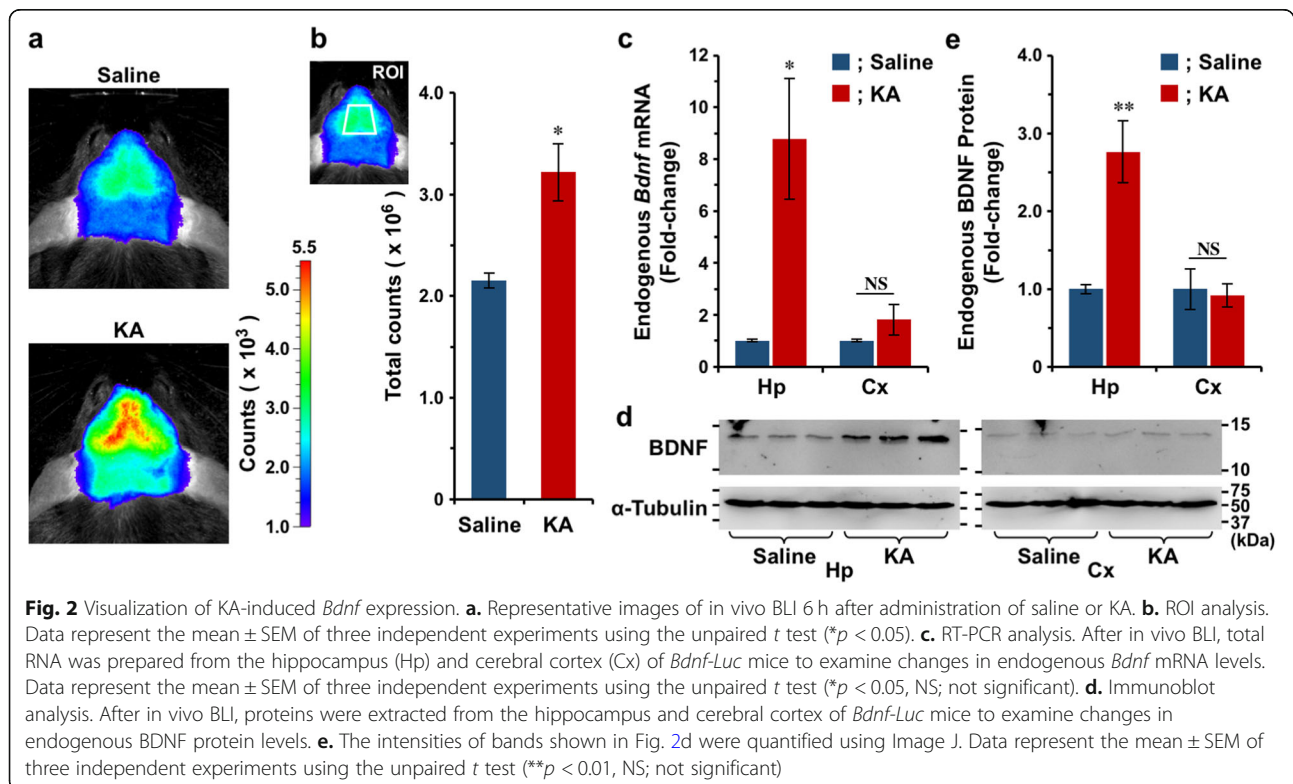 a
Saline
KA
5.5
5.0
4.0
3.0
2.0
1.0
Counts ( x 10³)
b
ROI
4.0
3.0
2.0
1.0
0
Total counts ( x 10⁶)
*
Saline
KA
c
; Saline
; KA
12
10
8
6
4
2
0
Endogenous Bdnf mRNA
(Fold-change)
*
NS
Hp
Cx
e
; Saline
; KA
4.0
3.0
2.0
1.0
0
Endogenous BDNF Protein
(Fold-change)
**
NS
Hp
Cx
d
BDNF
α-Tubulin
15
10
75
50
37
(kDa)
Saline
KA
Hp
Saline
KA
Cx
Fig. 2 Visualization of KA-induced Bdnf expression. a. Representative images of in vivo BLI 6 h after administration of saline or KA. b. ROI analysis.
Data represent the mean ± SEM of three independent experiments using the unpaired t test (*p < 0.05). c. RT-PCR analysis. After in vivo BLI, total
RNA was prepared from the hippocampus (Hp) and cerebral cortex (Cx) of Bdnf-Luc mice to examine changes in endogenous Bdnf mRNA levels.
Data represent the mean ± SEM of three independent experiments using the unpaired t test (*p < 0.05, NS; not significant). d. Immunoblot
analysis. After in vivo BLI, proteins were extracted from the hippocampus and cerebral cortex of Bdnf-Luc mice to examine changes in
endogenous BDNF protein levels. e. The intensities of bands shown in Fig. 2d were quantified using Image J. Data represent the mean ± SEM of
three independent experiments using the unpaired t test (**p < 0.01, NS; not significant)